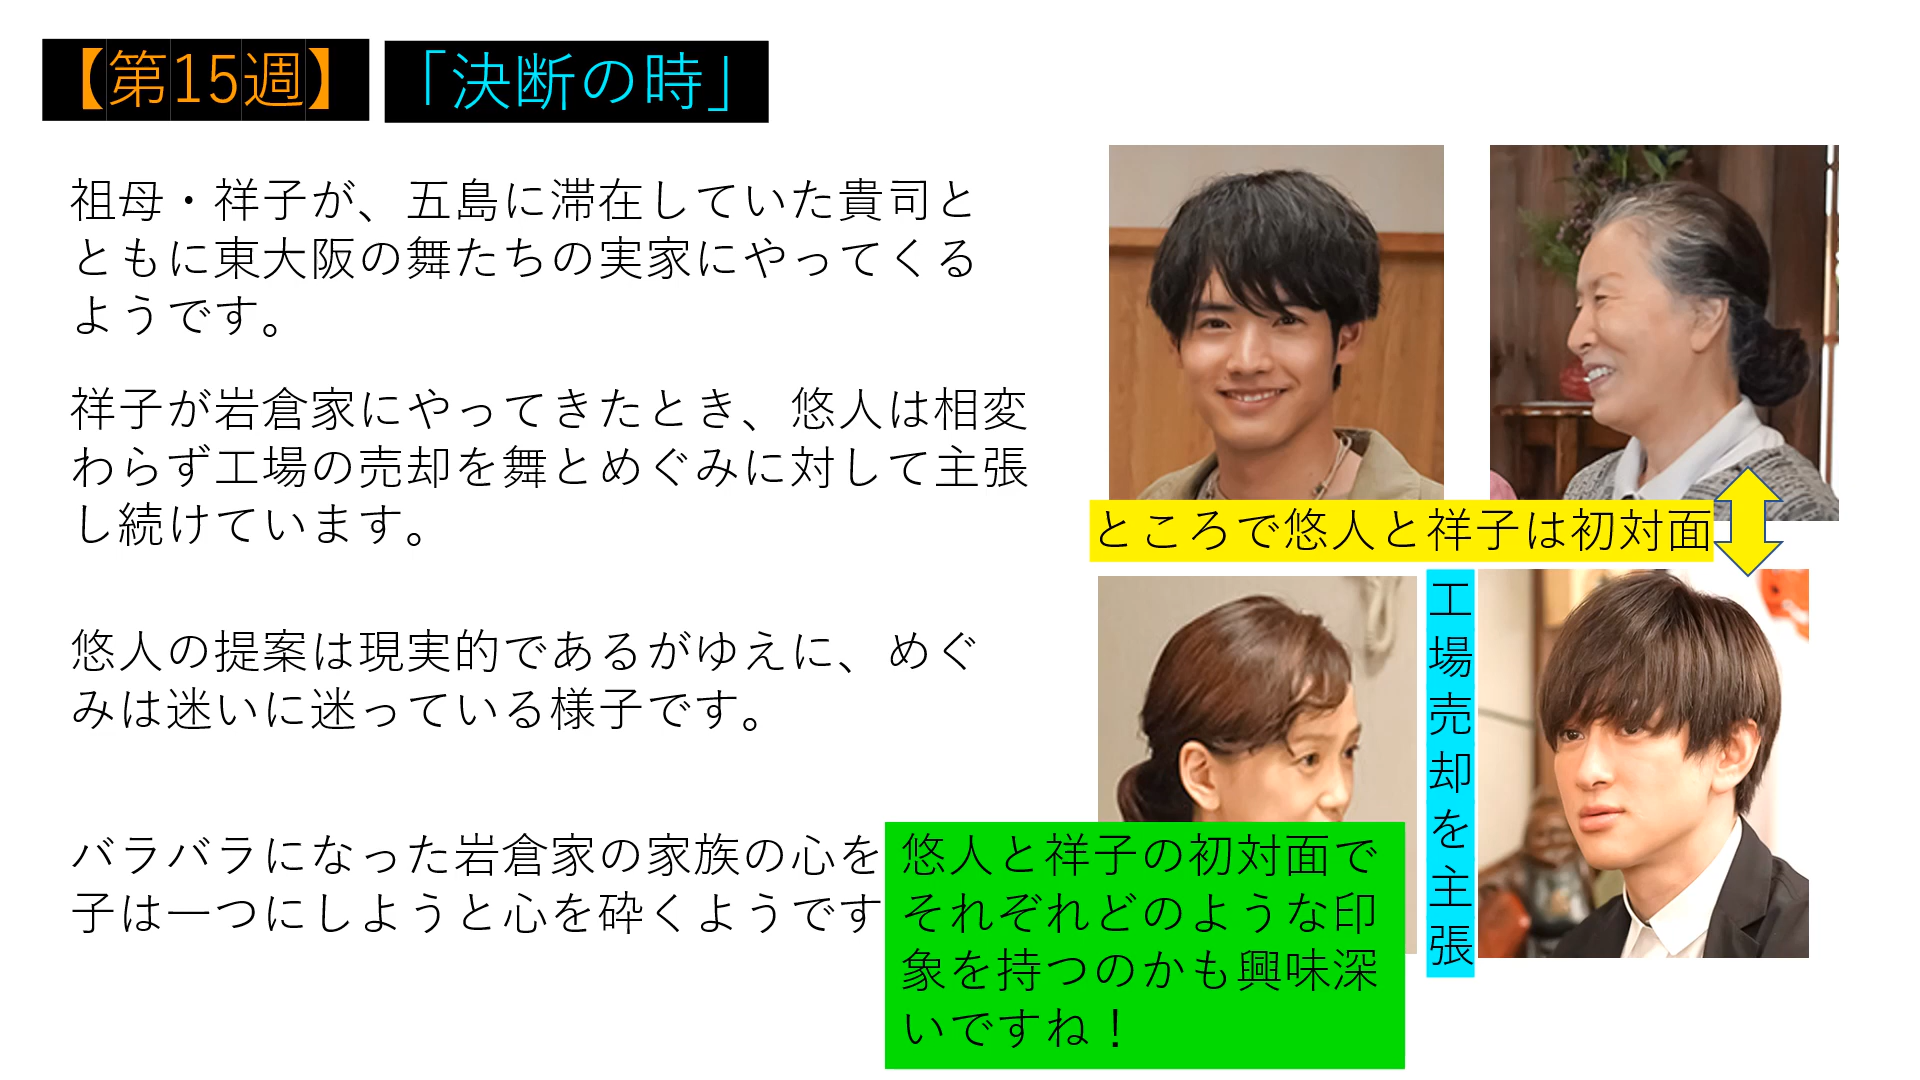 【第15週】 「決断の時」
祖母・祥子が、五島に滞在していた貴司と
ともに東大阪の舞たちの実家にやってくる
ようです。
祥子が岩倉家にやってきたとき、悠人は相変
わらず工場の売却を舞とめぐみに対して主張
し続けています。
悠人の提案は現実的であるがゆえに、めぐ
みは迷いに迷っている様子です。
バラバラになった岩倉家の家族の心を
子は一つにしようと心を砕くようです
ところで悠人と祥子は初対面
工場売却を主張
悠人と祥子の初対面で
それぞれどのような印
象を持つのかも興味深
いですね！